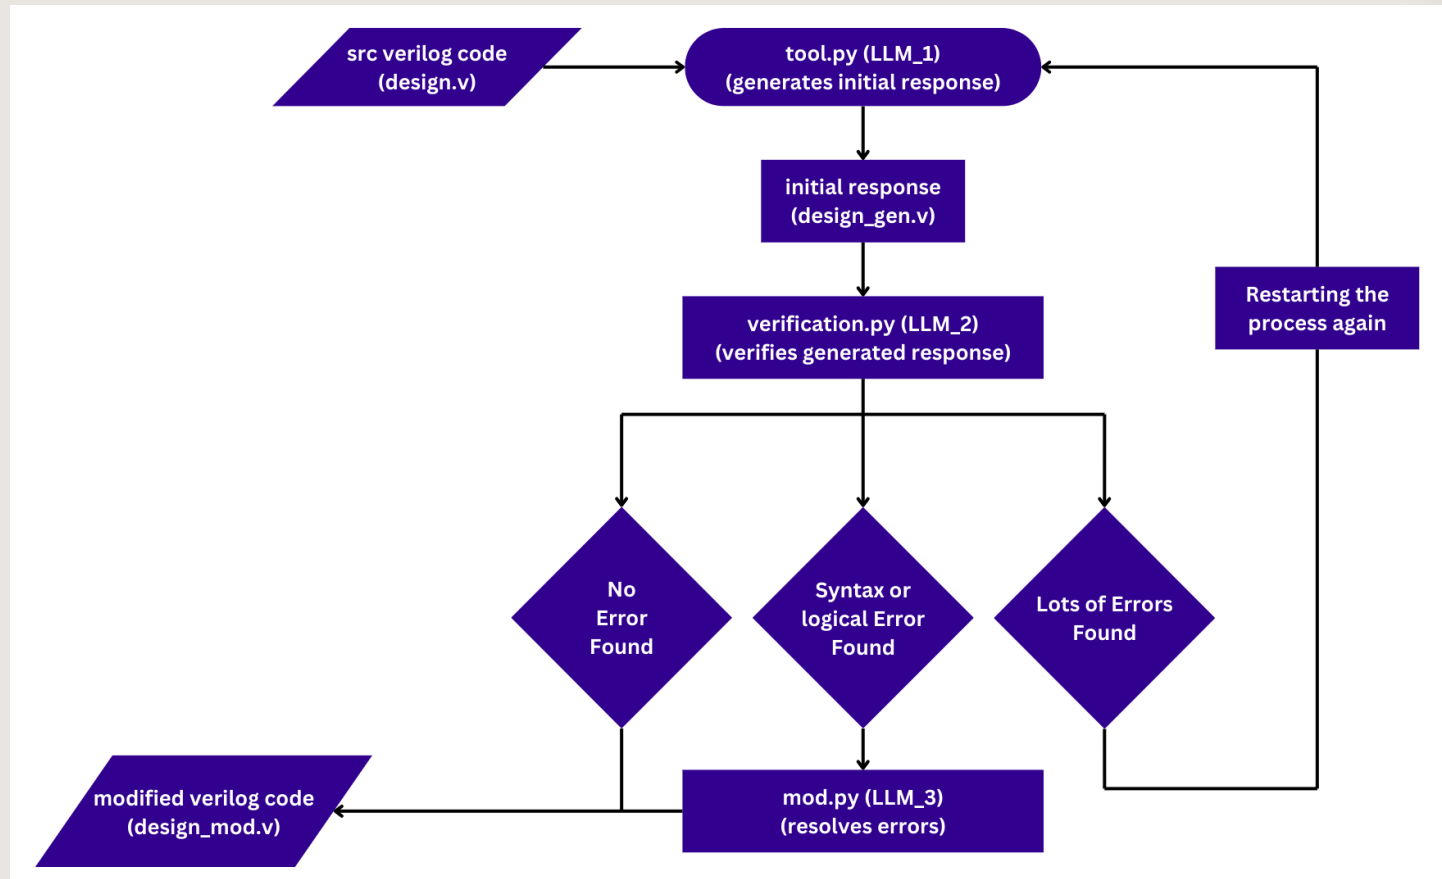 src verilog code
(design.v)
tool.py (LLM_1)
(generates initial response)
initial response
(design_gen.v)
Restarting the
process again
verification.py (LLM_2)
(verifies generated response)
No
Error
Found
Syntax or
logical Error
Found
Lots of Errors
Found
modified verilog code
(design_mod.v)
mod.py (LLM_3)
(resolves errors)